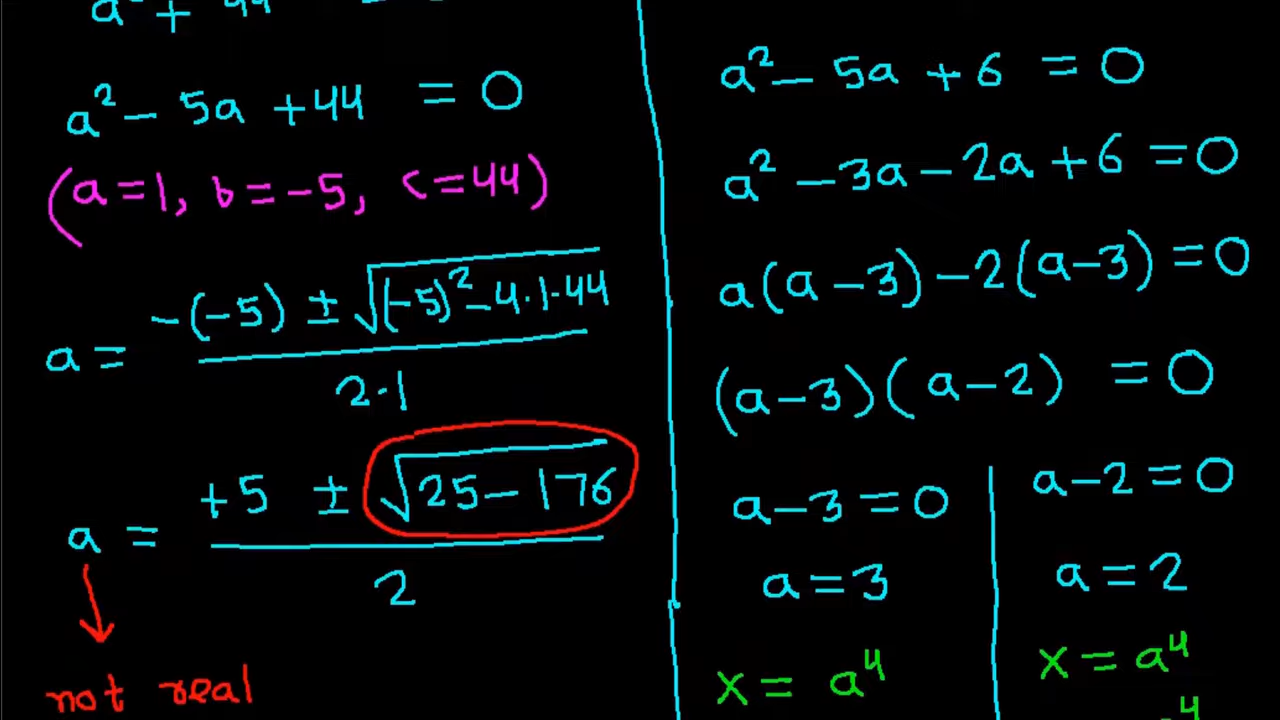 a² + 44
a² - 5a + 44 = 0
(a = 1, b = -5, c = 44)
a = -(-5) ± √(-5)² - 4·1·44 / 2·1
a = +5 ± √25 - 176 / 2
not real
a² - 5a + 6 = 0
a² - 3a - 2a + 6 = 0
a(a - 3) - 2(a - 3) = 0
(a - 3)(a - 2) = 0
a - 3 = 0
a = 3
x = a⁴
a - 2 = 0
a = 2
x = a⁴